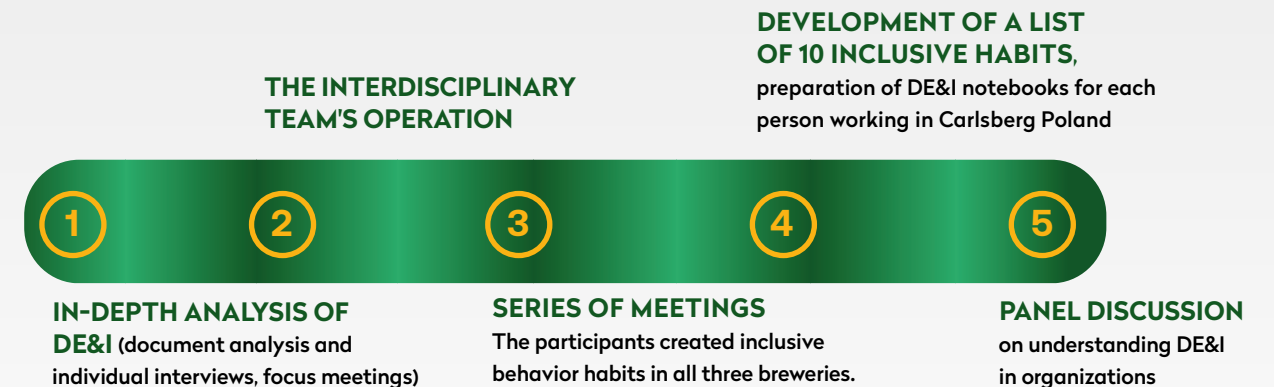 DEVELOPMENT OF A LIST
OF 10 INCLUSIVE HABITS,
preparation of DE&I notebooks for each
person working in Carlsberg Poland
THE INTERDISCIPLINARY
TEAM'S OPERATION
1
2
3
4
5
IN-DEPTH ANALYSIS OF
DE&I (document analysis and
individual interviews, focus meetings)
SERIES OF MEETINGS
The participants created inclusive
behavior habits in all three breweries.
PANEL DISCUSSION
on understanding DE&I
in organizations